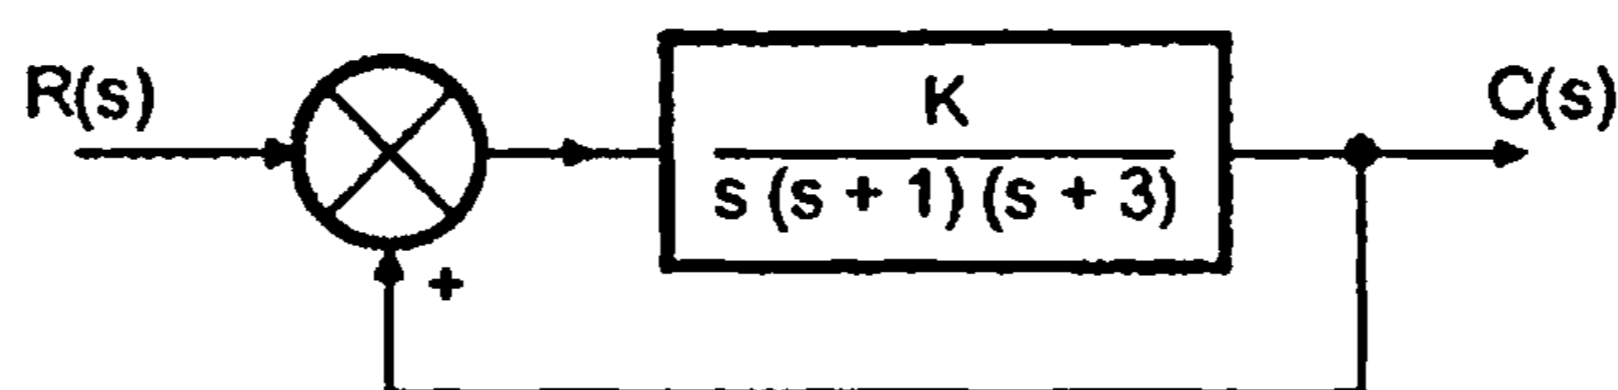 R(s)
K
s (s + 1) (s + 3)
C(s)
+